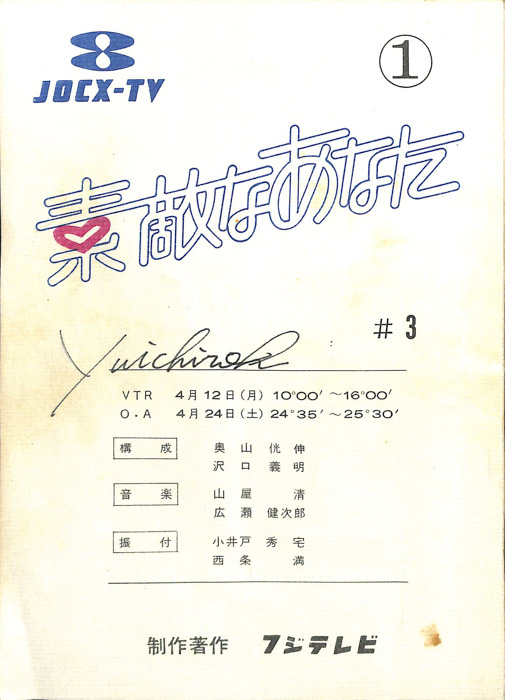 JOCX-TV
1
素敵なあなた
# 3
Yuichiroh
VTR 4月12日(月) 10°00′ ~16°00′
O.A 4月24日(土) 24°35′ ~25°30′
構成 奥山侊伸
沢口義明
音楽 山屋清
広瀬健次郎
振付 小井戸秀宅
西条満
制作著作 フジテレビ